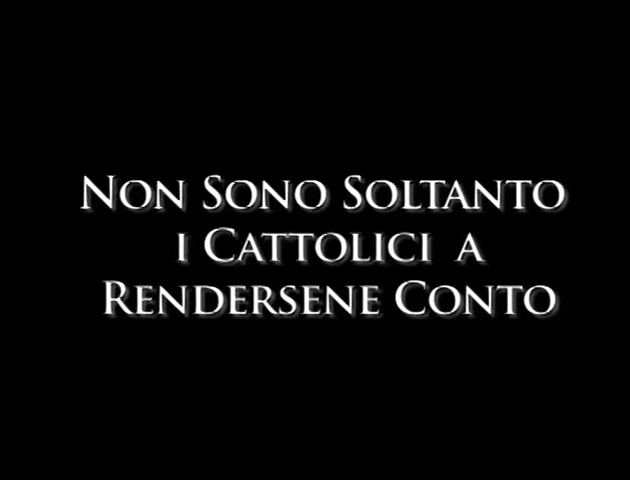 Non Sono Soltanto
i Cattolici a
Rendersene Conto